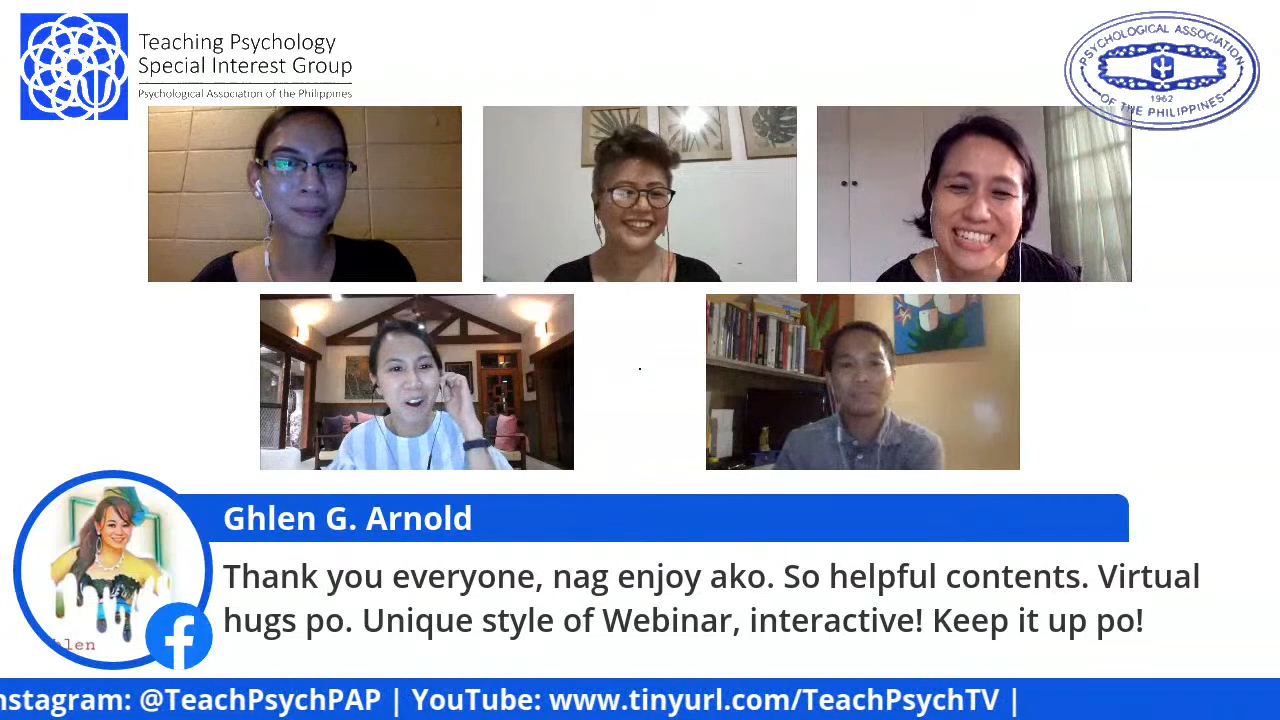 Teaching Psychology
Special Interest Group
Psychological Association of the Philippines
PSYCHOLOGICAL ASSOCIATION
1962
OF THE PHILIPPINES
Ghlen G. Arnold
Thank you everyone, nag enjoy ako. So helpful contents. Virtual
hugs po. Unique style of Webinar, interactive! Keep it up po!
nstagram: @TeachPsychPAP | YouTube: www.tinyurl.com/TeachPsychTV |